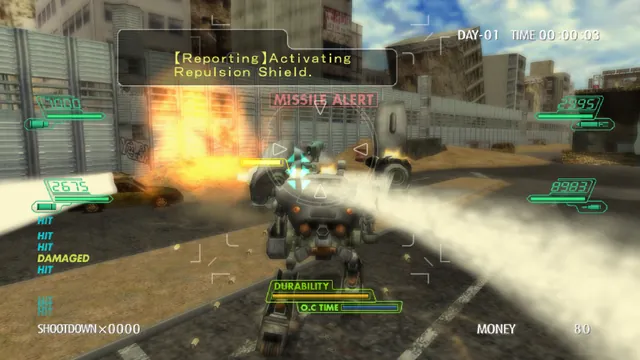 DAY-01 TIME 00:00:03
【Reporting】Activating
Repulsion Shield.
MISSILE ALERT
2995
2675
8983
HIT
HIT
HIT
DAMAGED
HIT
DURABILITY
O.C TIME
SHOOTDOWN×0000
MONEY 80